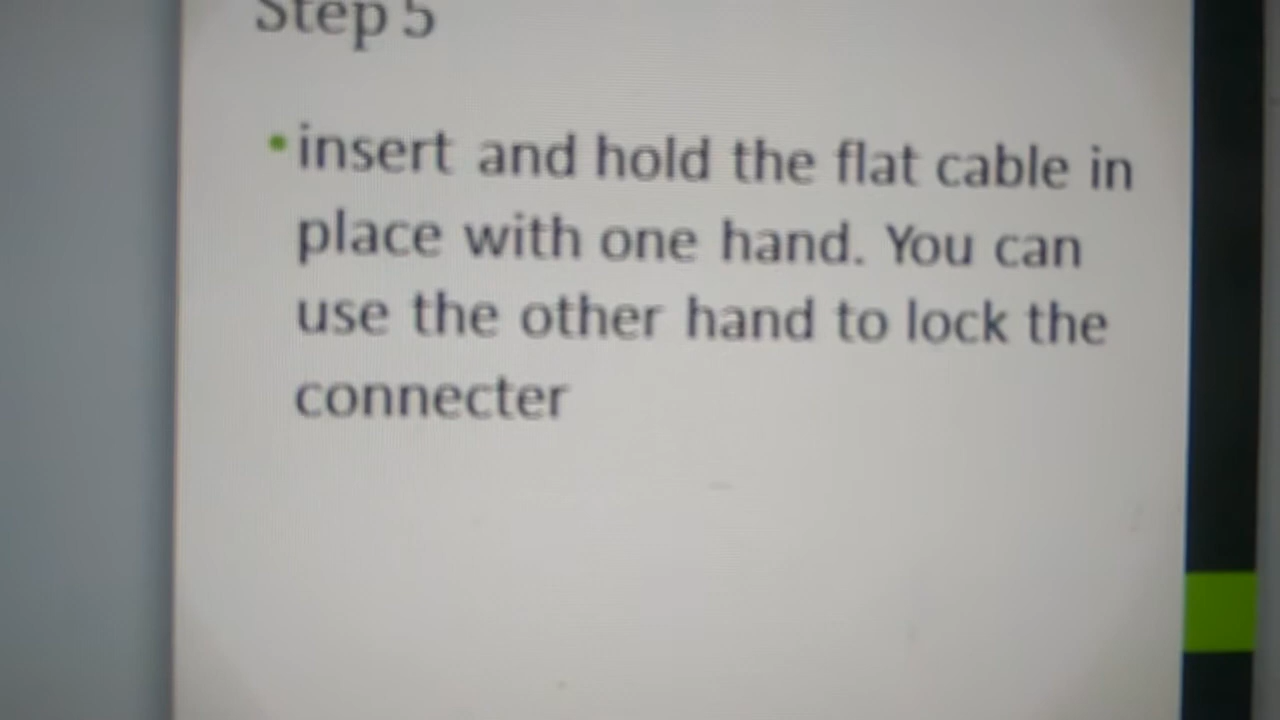 Step 5
•insert and hold the flat cable in
place with one hand. You can
use the other hand to lock the
connecter